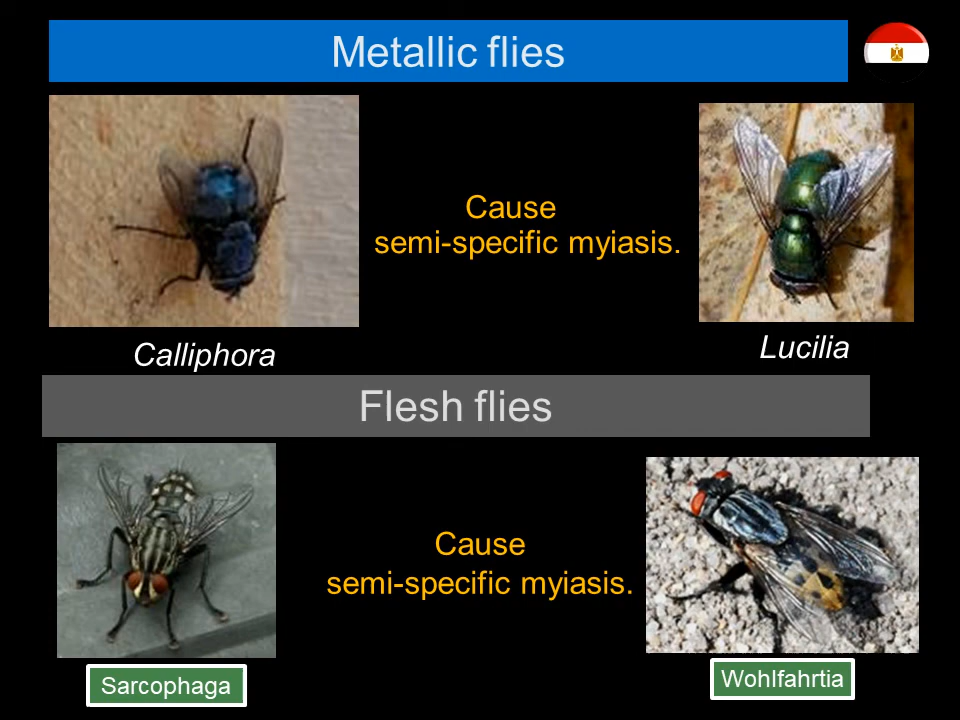 Metallic flies
Cause
semi-specific myiasis.
Calliphora
Lucilia
Flesh flies
Cause
semi-specific myiasis.
Sarcophaga
Wohlfahrtia